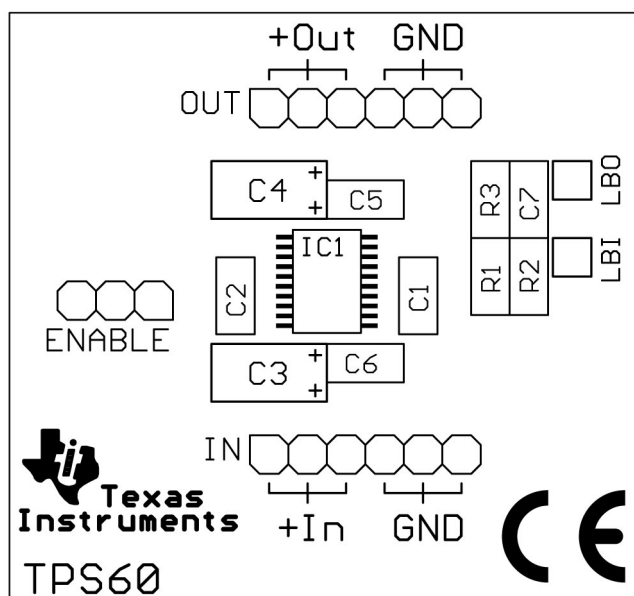 +Out GND
OUT
C4
C5
R3
C7
LBO
IC1
C2
C1
R1
R2
LBI
ENABLE
C3
C6
IN
+In GND
Texas
Instruments
TPS60
CE